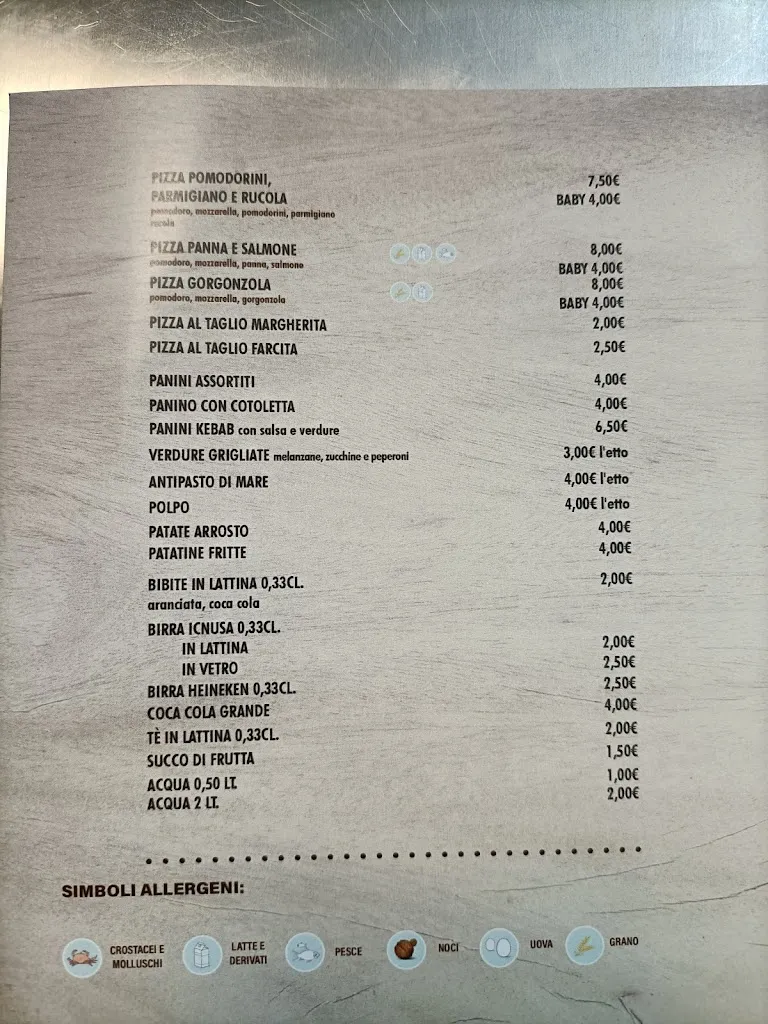 PIZZA POMODORINI,
7,50€
PARMIGIANO E RUCOLA
BABY 4,00€
pomodoro, mozzarella, pomodorini, parmigiano
rucola
PIZZA PANNA E SALMONE
8,00€
pomodoro, mozzarella, panna, salmone
BABY 4,00€
PIZZA GORGONZOLA
8,00€
pomodoro, mozzarella, gorgonzola
BABY 4,00€
PIZZA AL TAGLIO MARGHERITA 2,00€
PIZZA AL TAGLIO FARCITA 2,50€
PANINI ASSORTITI 4,00€
PANINO CON COTOLETTA 4,00€
PANINI KEBAB con salsa e verdure 6,50€
VERDURE GRIGLIATE melanzane, zucchine e peperoni 3,00€ l'etto
ANTIPASTO DI MARE 4,00€ l'etto
POLPO 4,00€ l'etto
PATATE ARROSTO 4,00€
PATATINE FRITTE 4,00€
BIBITE IN LATTINA 0,33CL. 2,00€
aranciata, coca cola
BIRRA ICNUSA 0,33CL.
IN LATTINA 2,00€
IN VETRO 2,50€
BIRRA HEINEKEN 0,33CL. 2,50€
COCA COLA GRANDE 4,00€
TÈ IN LATTINA 0,33CL. 2,00€
SUCCO DI FRUTTA 1,50€
ACQUA 0,50 LT. 1,00€
ACQUA 2 LT. 2,00€
SIMBOLI ALLERGENI:
CROSTACEI E
MOLLUSCHI
LATTE E
DERIVATI
PESCE
NOCI
UOVA
GRANO